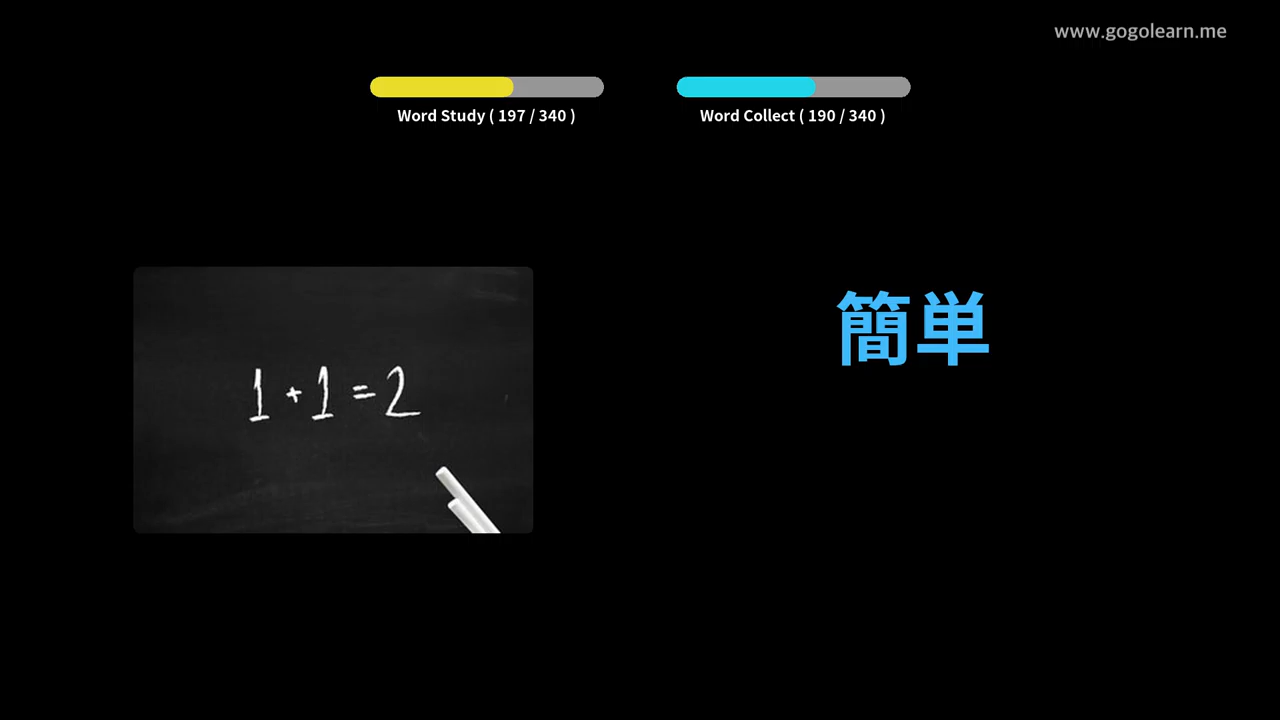 www.gogolearn.me
Word Study ( 197 / 340 )
Word Collect ( 190 / 340 )
1 + 1 = 2
簡単